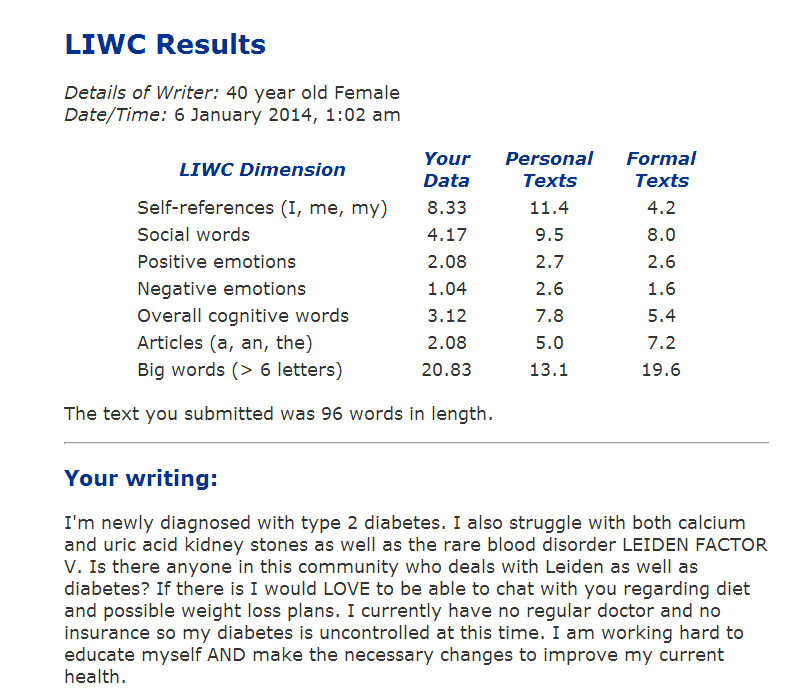 LIWC Results
Details of Writer: 40 year old Female
Date/Time: 6 January 2014, 1:02 am
LIWC Dimension Your Data Personal Texts Formal Texts
Self-references (I, me, my) 8.33 11.4 4.2
Social words 4.17 9.5 8.0
Positive emotions 2.08 2.7 2.6
Negative emotions 1.04 2.6 1.6
Overall cognitive words 3.12 7.8 5.4
Articles (a, an, the) 2.08 5.0 7.2
Big words (> 6 letters) 20.83 13.1 19.6
The text you submitted was 96 words in length.
Your writing:
I'm newly diagnosed with type 2 diabetes. I also struggle with both calcium
and uric acid kidney stones as well as the rare blood disorder LEIDEN FACTOR
V. Is there anyone in this community who deals with Leiden as well as
diabetes? If there is I would LOVE to be able to chat with you regarding diet
and possible weight loss plans. I currently have no regular doctor and no
insurance so my diabetes is uncontrolled at this time. I am working hard to
educate myself AND make the necessary changes to improve my current
health.